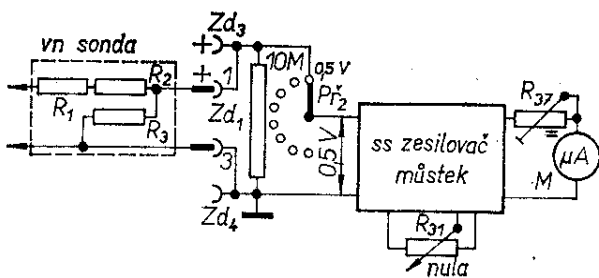 vn sonda
R1
R2
R3
Zd3
+
+
1
Zd1
3
Zd4
10M
0,5 V
Př2
0,5 V
ss zesilovač
můstek
R37
µA
M
R31
nula